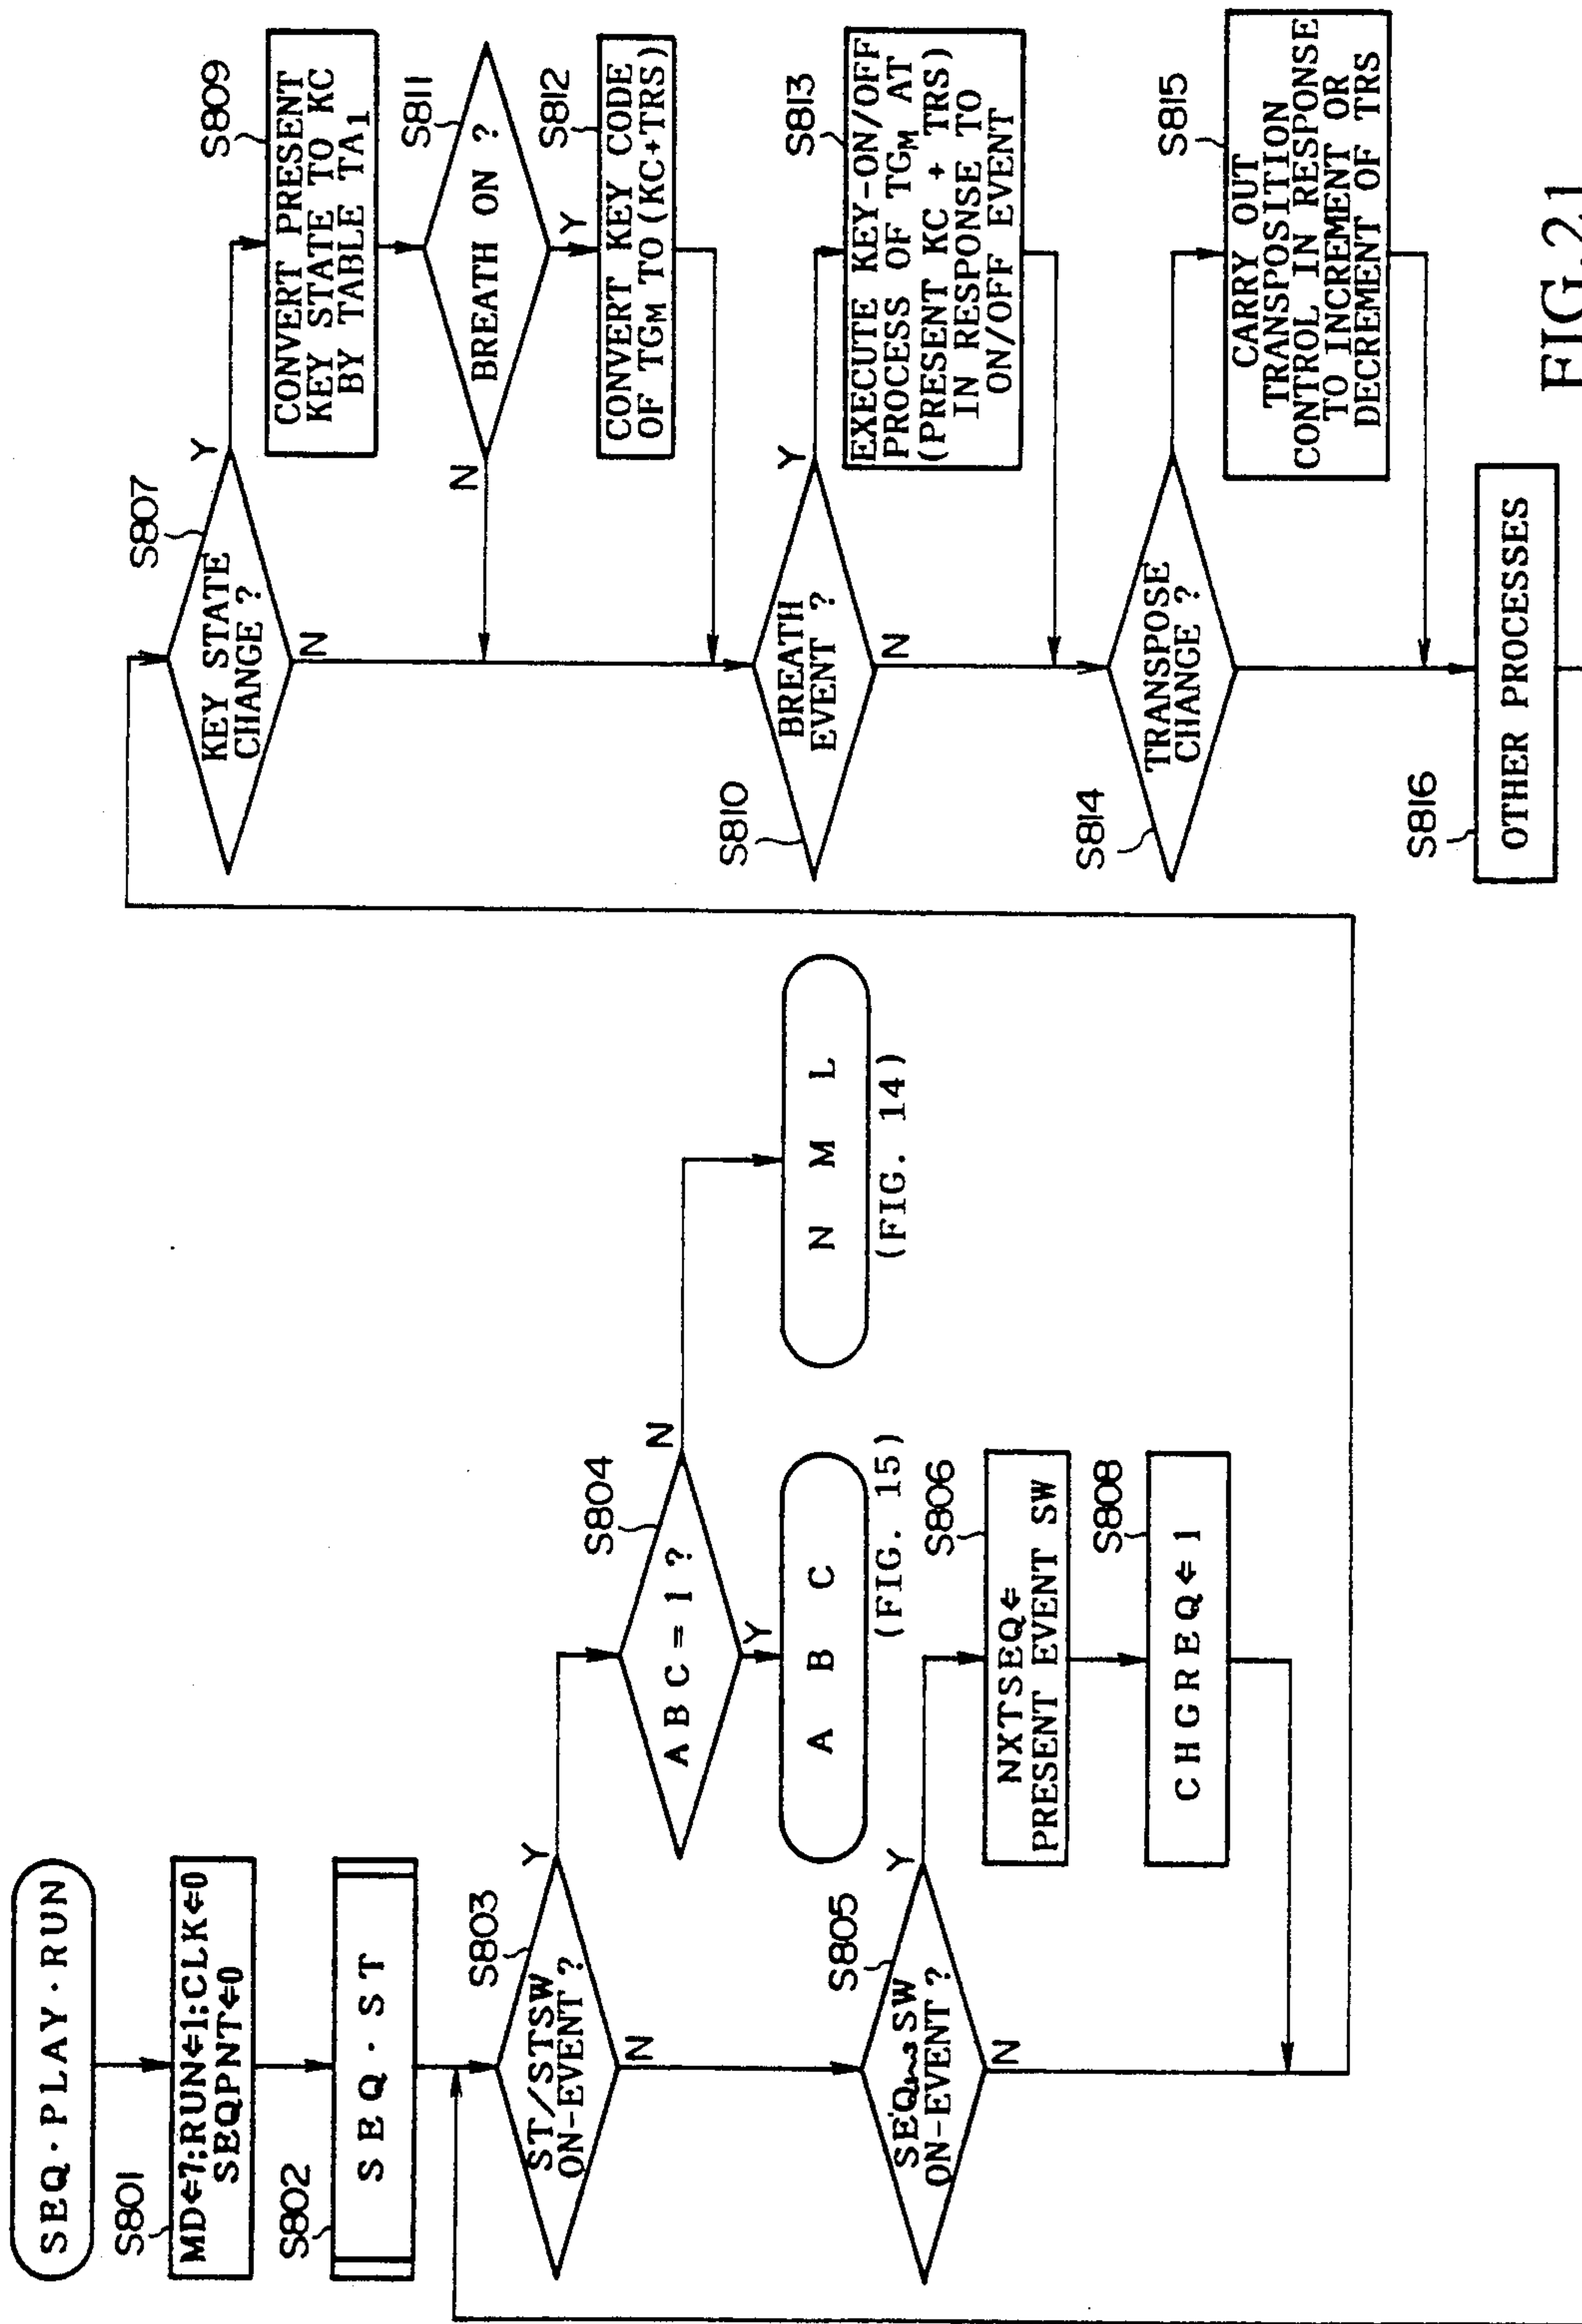 SEQ·PLAY·RUN
S801
MD⇐7:RUN⇐1:CLK⇐0
SEQPNT⇐0
S802
SEQ·ST
S803
ST/STSW
ON-EVENT ?
Y
N
S804
ABC=1?
N
Y
A B C
(FIG. 15)
N M L
(FIG. 14)
S805
SEQ1~3 SW
ON-EVENT ?
Y
N
S806
NXTSEQ⇐
PRESENT EVENT SW
S808
CHGREQ⇐1
S807
KEY STATE
CHANGE ?
Y
N
S809
CONVERT PRESENT
KEY STATE TO KC
BY TABLE TA1
S811
BREATH ON ?
N
Y
S812
CONVERT KEY CODE
OF TGM TO (KC+TRS)
S810
BREATH
EVENT ?
Y
N
S813
EXECUTE KEY-ON/OFF
PROCESS OF TGM AT
(PRESENT KC + TRS)
IN RESPONSE TO
ON/OFF EVENT
S814
TRANSPOSE
CHANGE ?
S815
CARRY OUT
TRANSPOSITION
CONTROL IN RESPONSE
TO INCREMENT OR
DECREMENT OF TRS
S816
OTHER PROCESSES
FIG.21